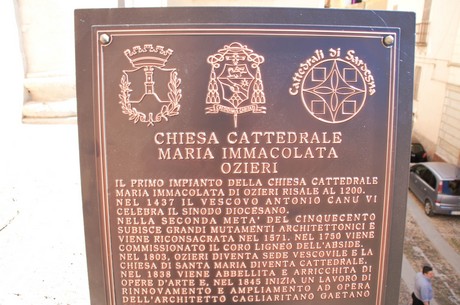 Cattedrali di Sardegna
CHIESA CATTEDRALE
MARIA IMMACOLATA
OZIERI
IL PRIMO IMPIANTO DELLA CHIESA CATTEDRALE
MARIA IMMACOLATA DI OZIERI RISALE AL 1200.
NEL 1437 IL VESCOVO ANTONIO CANU VI
CELEBRA IL SINODO DIOCESANO.
NELLA SECONDA META' DEL CINQUECENTO
SUBISCE GRANDI MUTAMENTI ARCHITETTONICI E
VIENE RICONSACRATA NEL 1571. NEL 1750 VIENE
COMMISSIONATO IL CORO LIGNEO DELL'ABSIDE.
NEL 1803, OZIERI DIVENTA SEDE VESCOVILE E LA
CHIESA DI SANTA MARIA DIVENTA CATTEDRALE.
NEL 1838 VIENE ABBELLITA E ARRICCHITA DI
OPERE D'ARTE E, NEL 1845 INIZIA UN LAVORO DI
RINNOVAMENTO E AMPLIAMENTO AD OPERA
DELL'ARCHITETTO CAGLIARITANO GAETANO